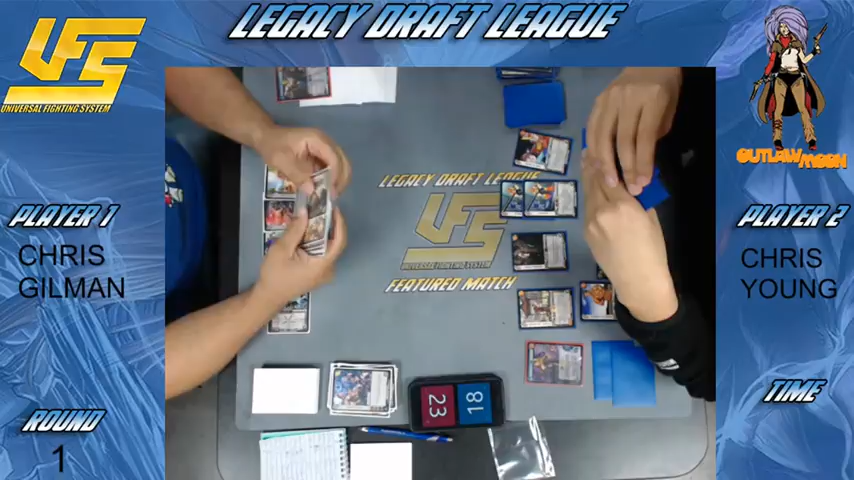 LEGACY DRAFT LEAGUE
UFS
UNIVERSAL FIGHTING SYSTEM
OUTLAW MOON
PLAYER 1
CHRIS
GILMAN
PLAYER 2
CHRIS
YOUNG
LEGACY DRAFT LEAGUE
UFS
UNIVERSAL FIGHTING SYSTEM
FEATURED MATCH
23
18
ROUND
1
TIME